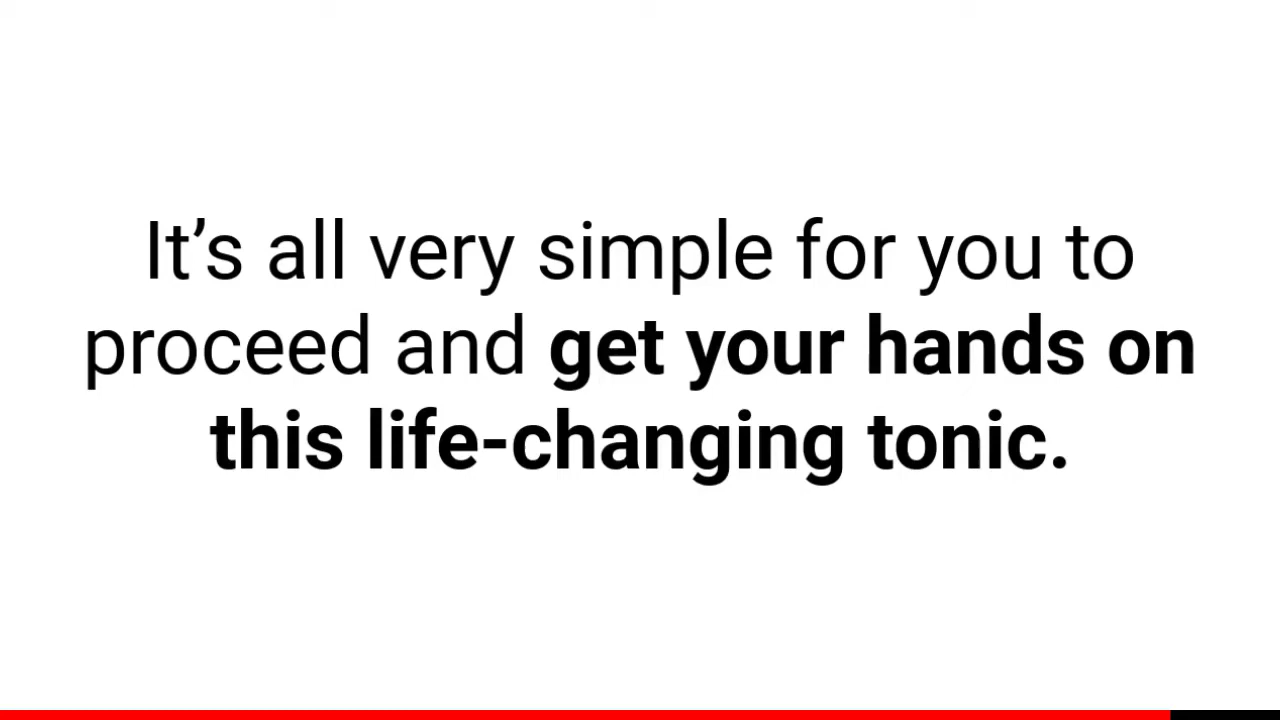 It’s all very simple for you to
proceed and get your hands on
this life-changing tonic.